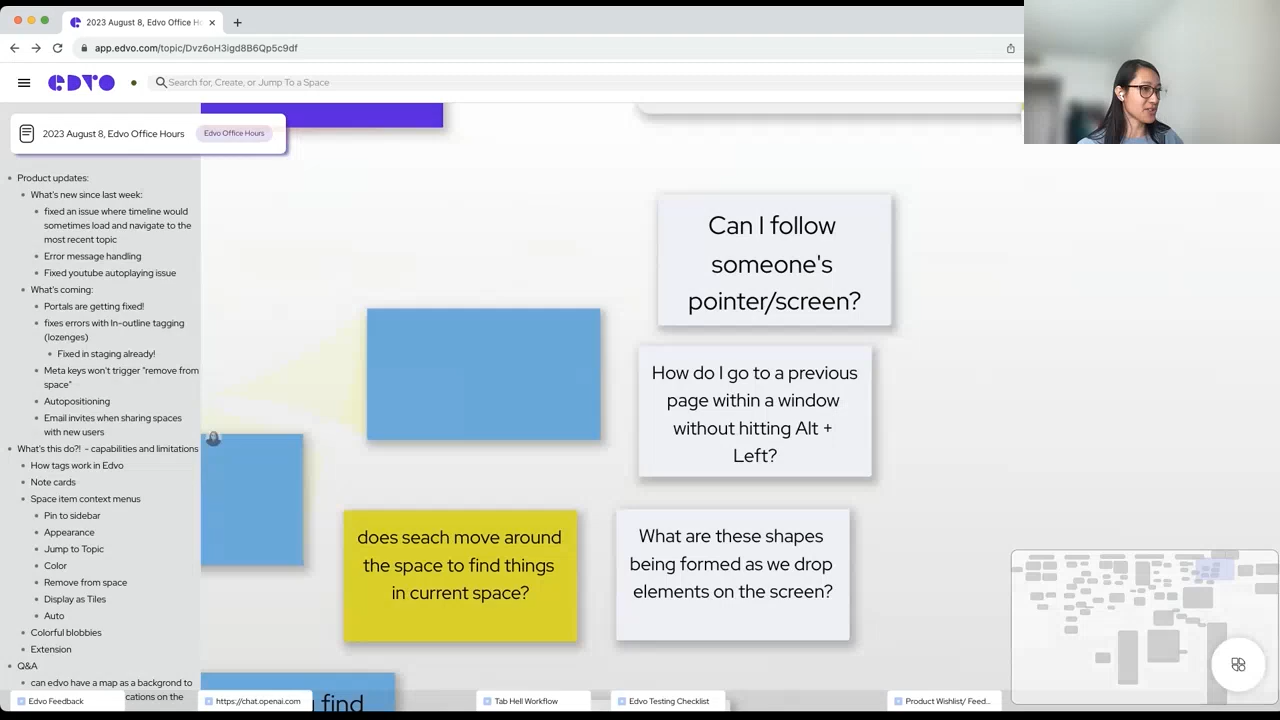 2023 August 8, Edvo Office Ho
app.edvo.com/topic/Dvz6oH3igd8B6Qp5c9df
EDVO
Search for, Create, or Jump To a Space
2023 August 8, Edvo Office Hours
Edvo Office Hours
Product updates:
What's new since last week:
fixed an issue where timeline would
sometimes load and navigate to the
most recent topic
Error message handling
Fixed youtube autoplaying issue
What's coming:
Portals are getting fixed!
fixes errors with In-outline tagging
(lozenges)
Fixed in staging already!
Meta keys won't trigger "remove from
space"
Autopositioning
Email invites when sharing spaces
with new users
What's this do?! - capabilities and limitations
How tags work in Edvo
Note cards
Space item context menus
Pin to sidebar
Appearance
Jump to Topic
Color
Remove from space
Display as Tiles
Auto
Colorful blobbies
Extension
Q&A
can edvo have a map as a backgrond to
cations on the
Can I follow
someone's
pointer/screen?
How do I go to a previous
page within a window
without hitting Alt +
Left?
does seach move around
the space to find things
in current space?
What are these shapes
being formed as we drop
elements on the screen?
find
Edvo Feedback
https://chat.openai.com
Tab Hell Workflow
Edvo Testing Checklist
Product Wishlist/ Feed...